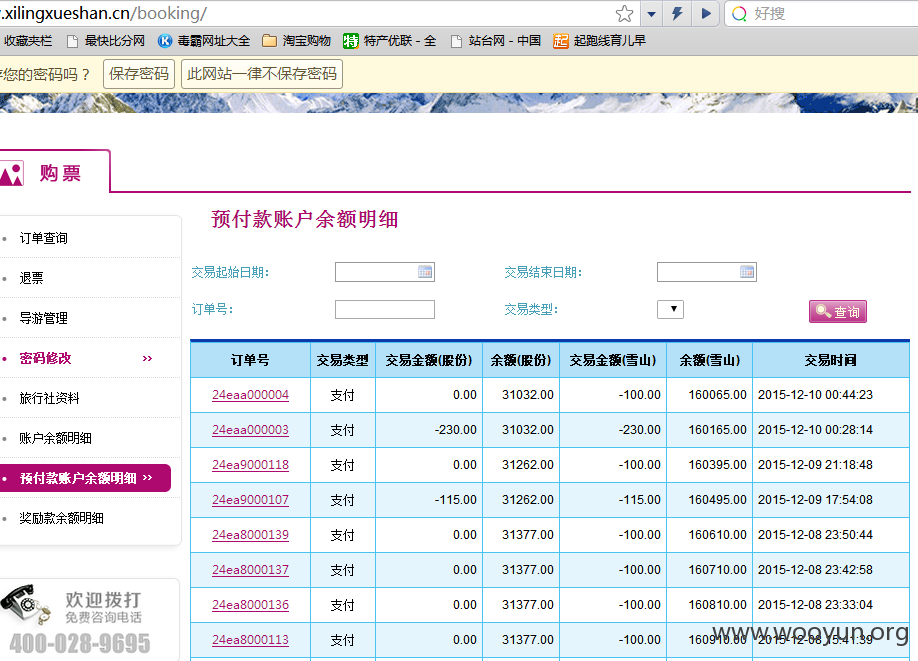 .xilingxueshan.cn/booking/ 好搜
收藏夹栏 最快比分网 毒霸网址大全 淘宝购物 特 特产优联 - 全 站台网 - 中国 起 起跑线育儿早
您的密码吗？ 保存密码 此网站一律不保存密码
购票
订单查询
退票
导游管理
密码修改 >>
旅行社资料
账户余额明细
预付款账户余额明细 >>
奖励款余额明细
欢迎拨打
免费咨询电话
400-028-9695
预付款账户余额明细
交易起始日期： 交易结束日期：
订单号： 交易类型： 查询
订单号 交易类型 交易金额(股份) 余额(股份) 交易金额(雪山) 余额(雪山) 交易时间
24eaa000004 支付 0.00 31032.00 -100.00 160065.00 2015-12-10 00:44:23
24eaa000003 支付 -230.00 31032.00 -230.00 160165.00 2015-12-10 00:28:14
24ea9000118 支付 0.00 31262.00 -100.00 160395.00 2015-12-09 21:18:48
24ea9000107 支付 -115.00 31262.00 -115.00 160495.00 2015-12-09 17:54:08
24ea8000139 支付 0.00 31377.00 -100.00 160610.00 2015-12-08 23:50:44
24ea8000137 支付 0.00 31377.00 -100.00 160710.00 2015-12-08 23:42:58
24ea8000136 支付 0.00 31377.00 -100.00 160810.00 2015-12-08 23:33:04
24ea8000113 支付 0.00 31377.00 -100.00 160910.00 2015-12-08 15:41:39
www.wooyun.org